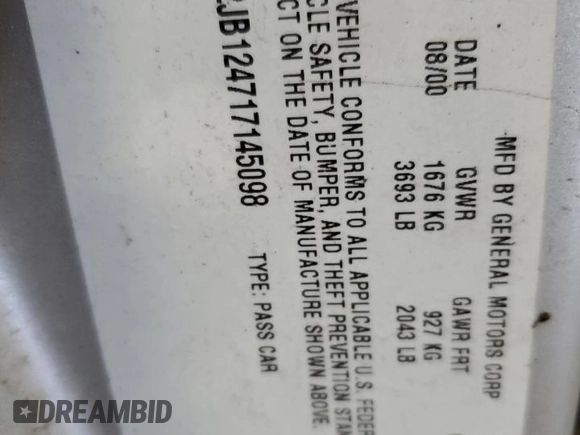 MFD BY GENERAL MOTORS CORP
DATE GVWR GAWR FRT
08/00 1676 KG 927 KG
3693 LB 2043 LB
VEHICLE CONFORMS TO ALL APPLICABLE U.S. FEDER
CLE SAFETY, BUMPER, AND THEFT PREVENTION STAN
CT ON THE DATE OF MANUFACTURE SHOWN ABOVE.
JB124717145098 TYPE: PASS CAR
DREAMBID